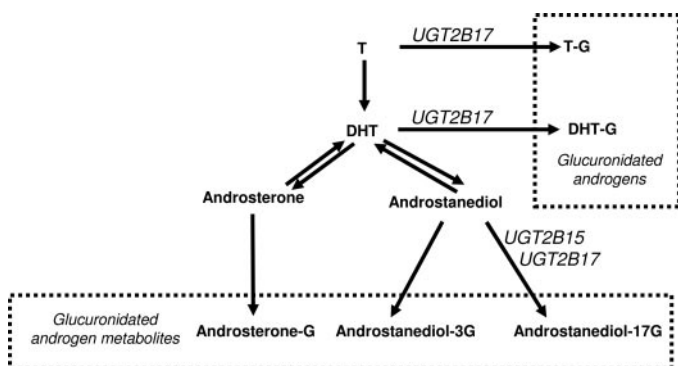 T
UGT2B17
T-G
DHT
UGT2B17
DHT-G
Glucuronidated
androgens
Androsterone
Androstanediol
UGT2B15
UGT2B17
Glucuronidated
androgen metabolites
Androsterone-G
Androstanediol-3G
Androstanediol-17G